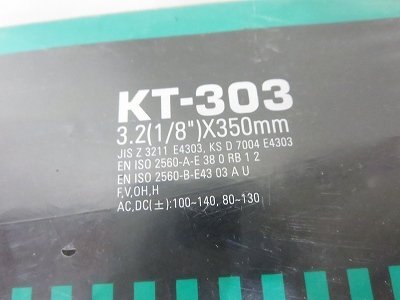 KT-303
3.2(1/8")X350mm
JIS Z 3211 E4303, KS D 7004 E4303
EN ISO 2560-A-E 38 0 RB 1 2
EN ISO 2560-B-E43 03 A U
F,V,OH,H
AC,DC(±):100~140, 80~130